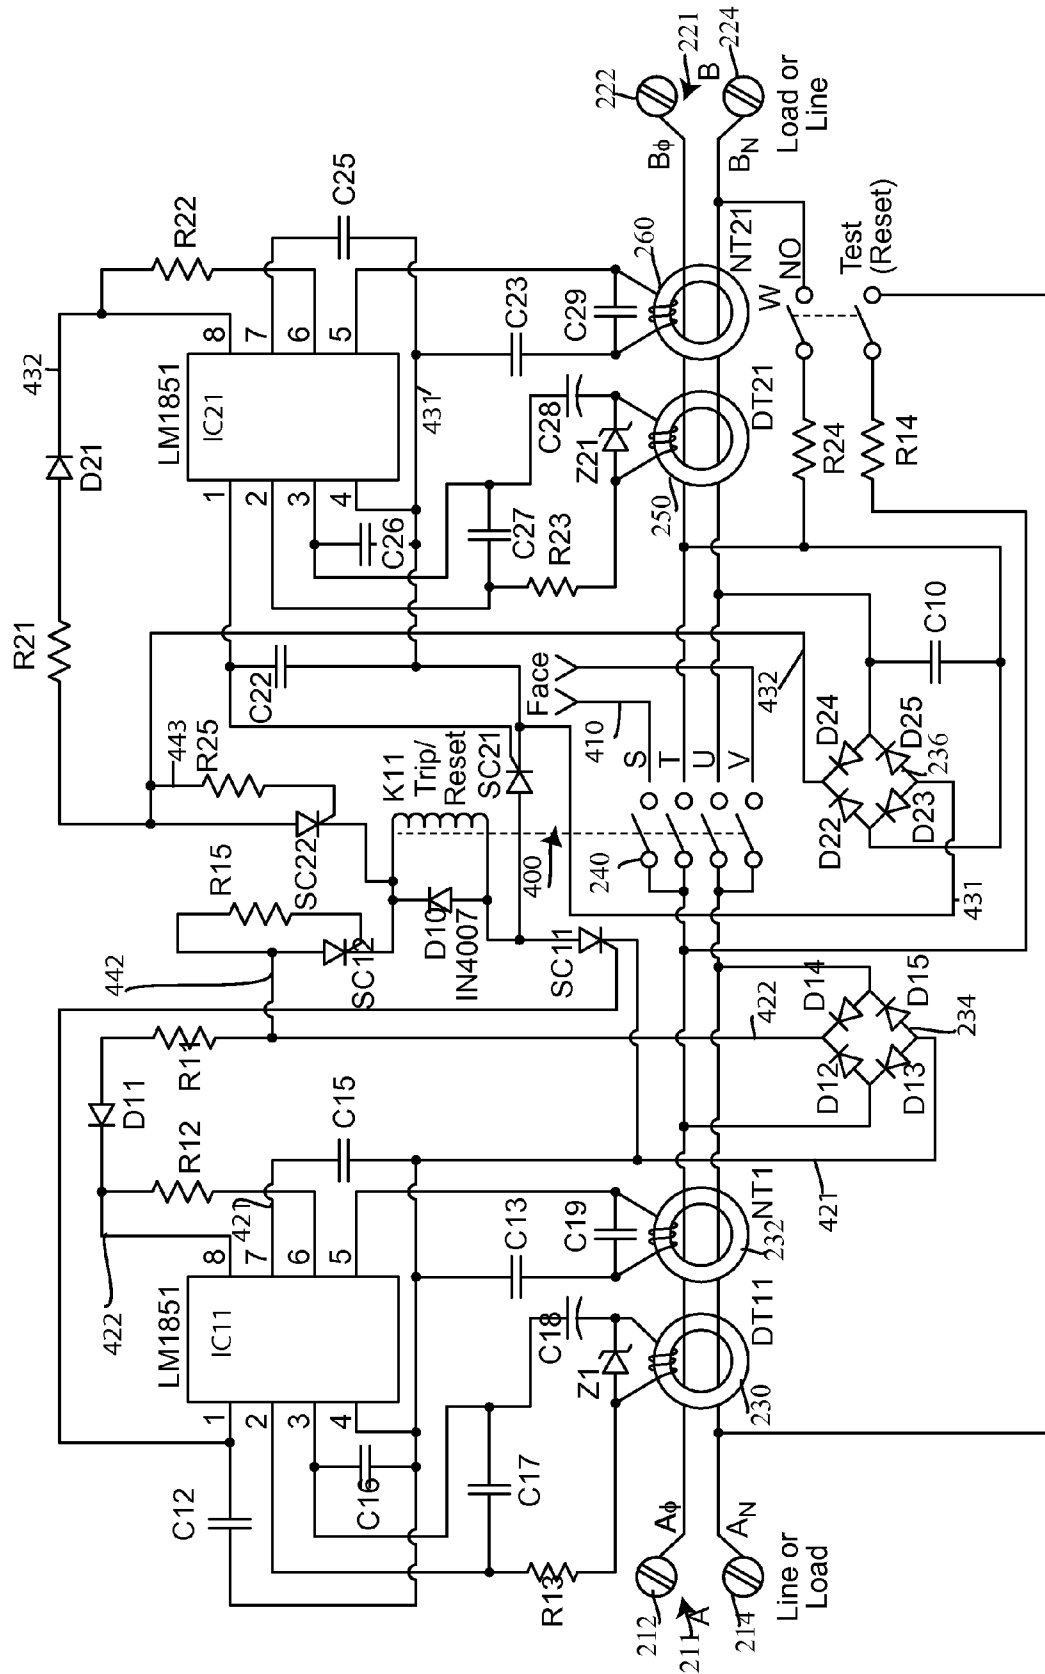 432
R21
D21
R22
8
7
6
5
LM1851
IC21
1
2
3
4
C25
431
C26
C22
C27
R23
C28
Z21
C23
C29
250
DT21
260
NT21
Bϕ
B_N
222
221
B
224
Load or
Line
W
NO
Test
(Reset)
R24
R14
443
R25
SC22
R15
SC12
442
K11
Trip/
Reset
SC21
D10
IN4007
SC11
400
Face
410
S
T
U
V
240
432
C10
D24
D25
236
D22
D23
431
422
D11
R11
R12
8
7
6
5
LM1851
IC11
1
2
3
4
421
C15
C12
C16
C17
R13
C18
Z1
C13
C19
230
DT11
232
NT1
422
421
D14
D15
234
D12
D13
Aϕ
A_N
212
211
A
214
Line or
Load